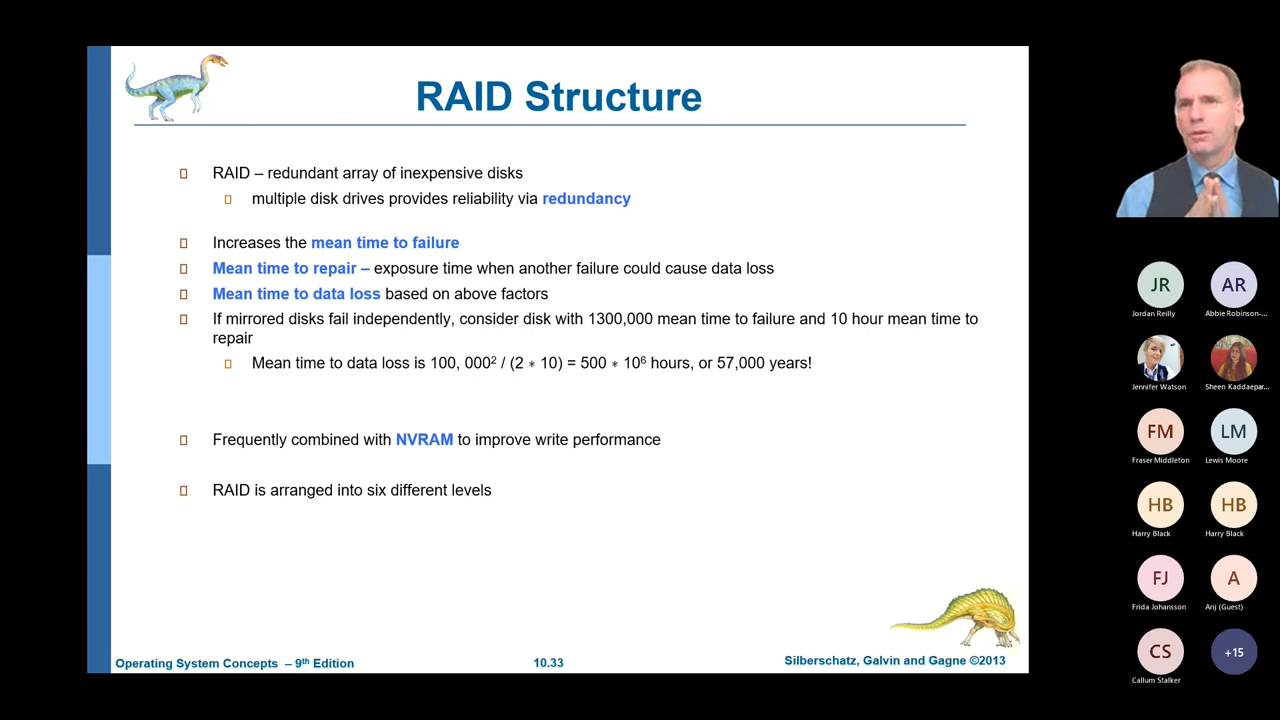 RAID Structure
RAID – redundant array of inexpensive disks
multiple disk drives provides reliability via redundancy
Increases the mean time to failure
Mean time to repair – exposure time when another failure could cause data loss
Mean time to data loss based on above factors
If mirrored disks fail independently, consider disk with 1300,000 mean time to failure and 10 hour mean time to
repair
Mean time to data loss is 100, 000² / (2 ∗ 10) = 500 ∗ 10⁶ hours, or 57,000 years!
Frequently combined with NVRAM to improve write performance
RAID is arranged into six different levels
Operating System Concepts – 9th Edition
10.33
Silberschatz, Galvin and Gagne ©2013
JR
AR
Jordan Reilly
Abbie Robinson-...
Jennifer Watson
Sheen Kaddaepar...
FM
LM
Fraser Middleton
Lewis Moore
HB
HB
Harry Black
Harry Black
FJ
A
Frida Johansson
Arij (Guest)
CS
+15
Callum Stalker